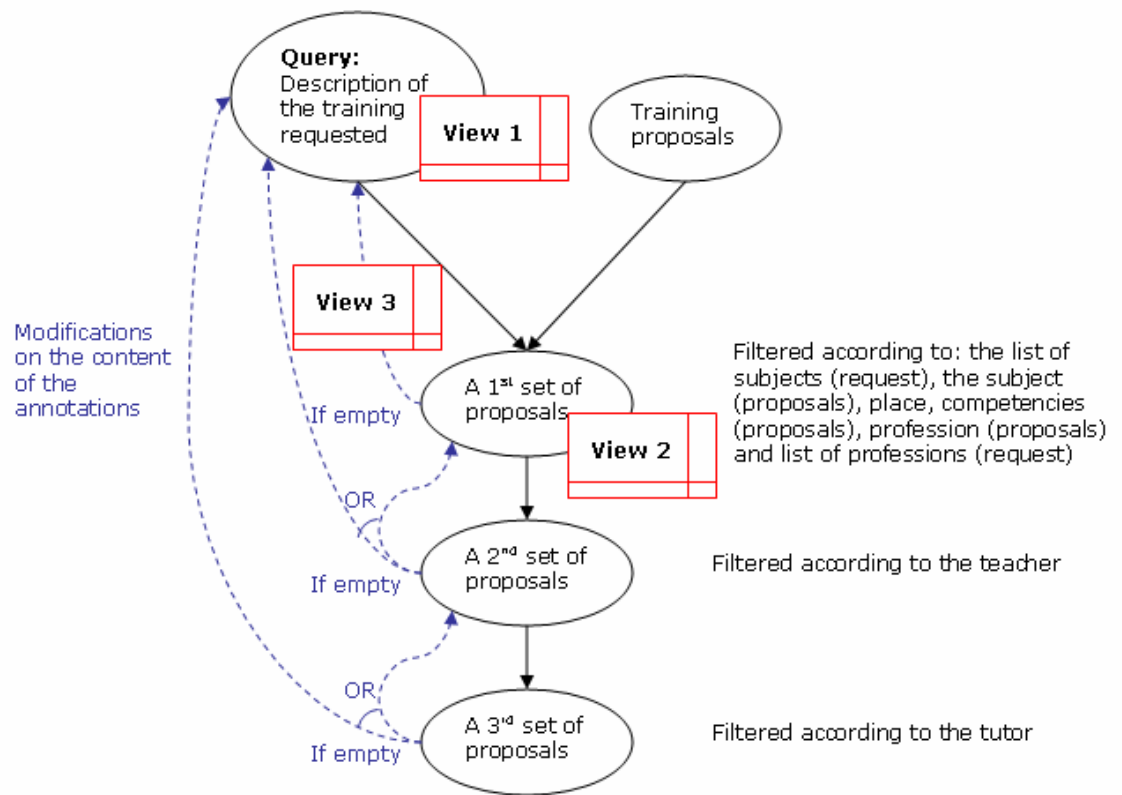 Query:
Description of
the training
requested
View 1
Training
proposals
View 3
Modifications
on the content
of the
annotations
A 1st set of
proposals
If empty
View 2
Filtered according to: the list of
subjects (request), the subject
(proposals), place, competencies
(proposals), profession (proposals)
and list of professions (request)
OR
A 2nd set of
proposals
If empty
Filtered according to the teacher
OR
A 3rd set of
proposals
If empty
Filtered according to the tutor